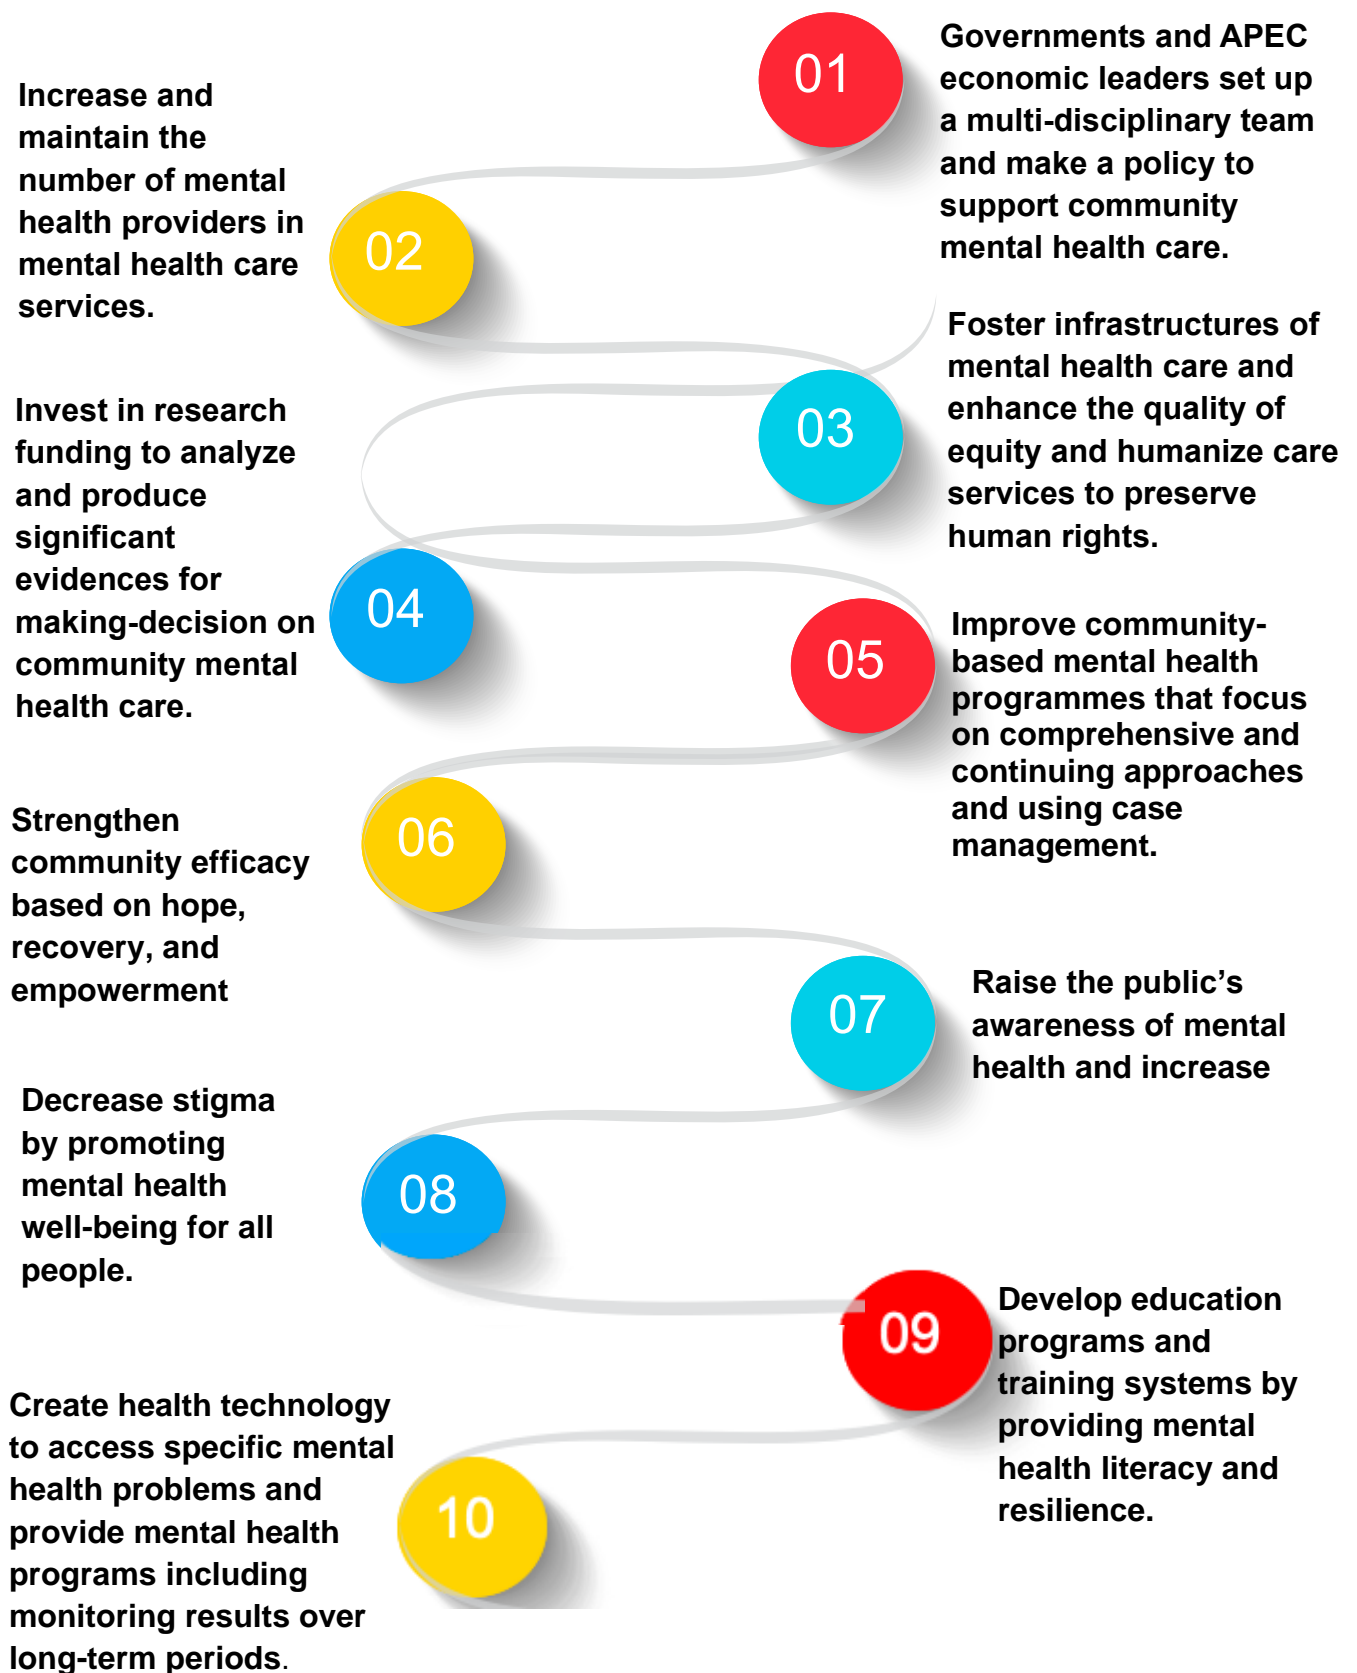 01
Governments and APEC
economic leaders set up
a multi-disciplinary team
and make a policy to
support community
mental health care.
Increase and
maintain the
number of mental
health providers in
mental health care
services.
02
03
Foster infrastructures of
mental health care and
enhance the quality of
equity and humanize care
services to preserve
human rights.
Invest in research
funding to analyze
and produce
significant
evidences for
making-decision on
community mental
health care.
04
05
Improve community-
based mental health
programmes that focus
on comprehensive and
continuing approaches
and using case
management.
Strengthen
community efficacy
based on hope,
recovery, and
empowerment
06
07
Raise the public’s
awareness of mental
health and increase
Decrease stigma
by promoting
mental health
well-being for all
people.
08
09
Develop education
programs and
training systems by
providing mental
health literacy and
resilience.
Create health technology
to access specific mental
health problems and
provide mental health
programs including
monitoring results over
long-term periods.
10